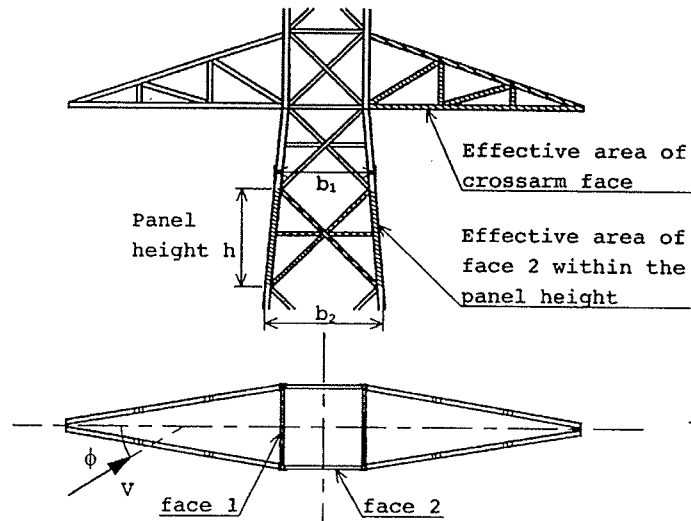 Effective area of
crossarm face
b₁
Panel
height h
Effective area of
face 2 within the
panel height
b₂
ϕ
V
face 1
face 2